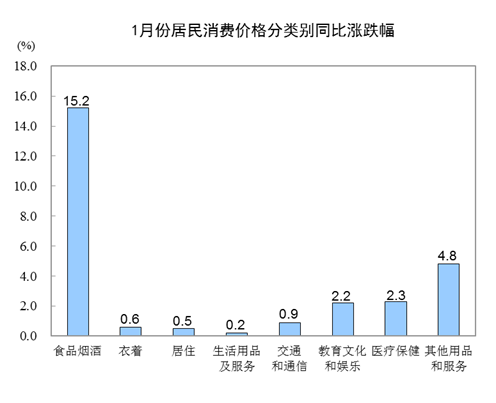 1月份居民消费价格分类别同比涨跌幅
(%)
18.0
16.0
14.0
12.0
10.0
8.0
6.0
4.0
2.0
0.0
15.2
0.6
0.5
0.2
0.9
2.2
2.3
4.8
食品烟酒
衣着
居住
生活用品
及服务
交通
和通信
教育文化
和娱乐
医疗保健
其他用品
和服务